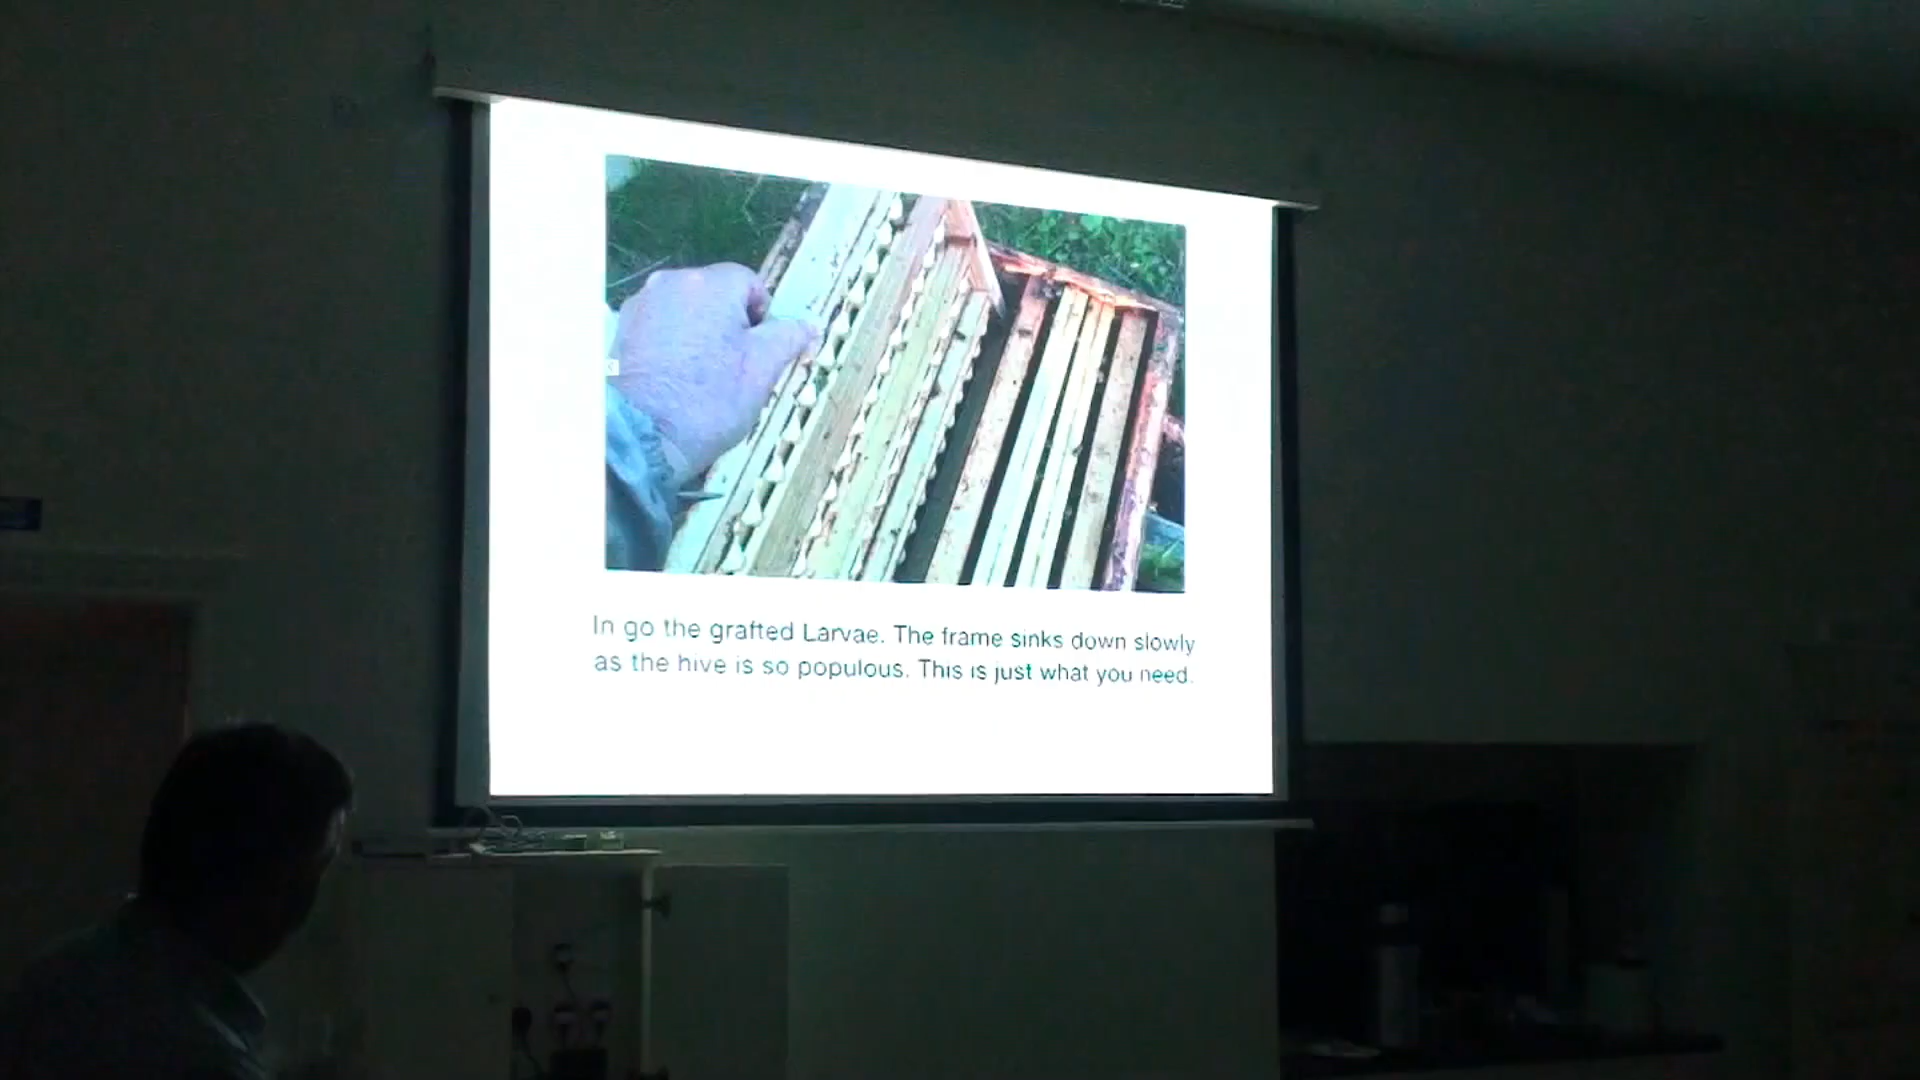 In go the grafted Larvae. The frame sinks down slowly
as the hive is so populous. This is just what you need.